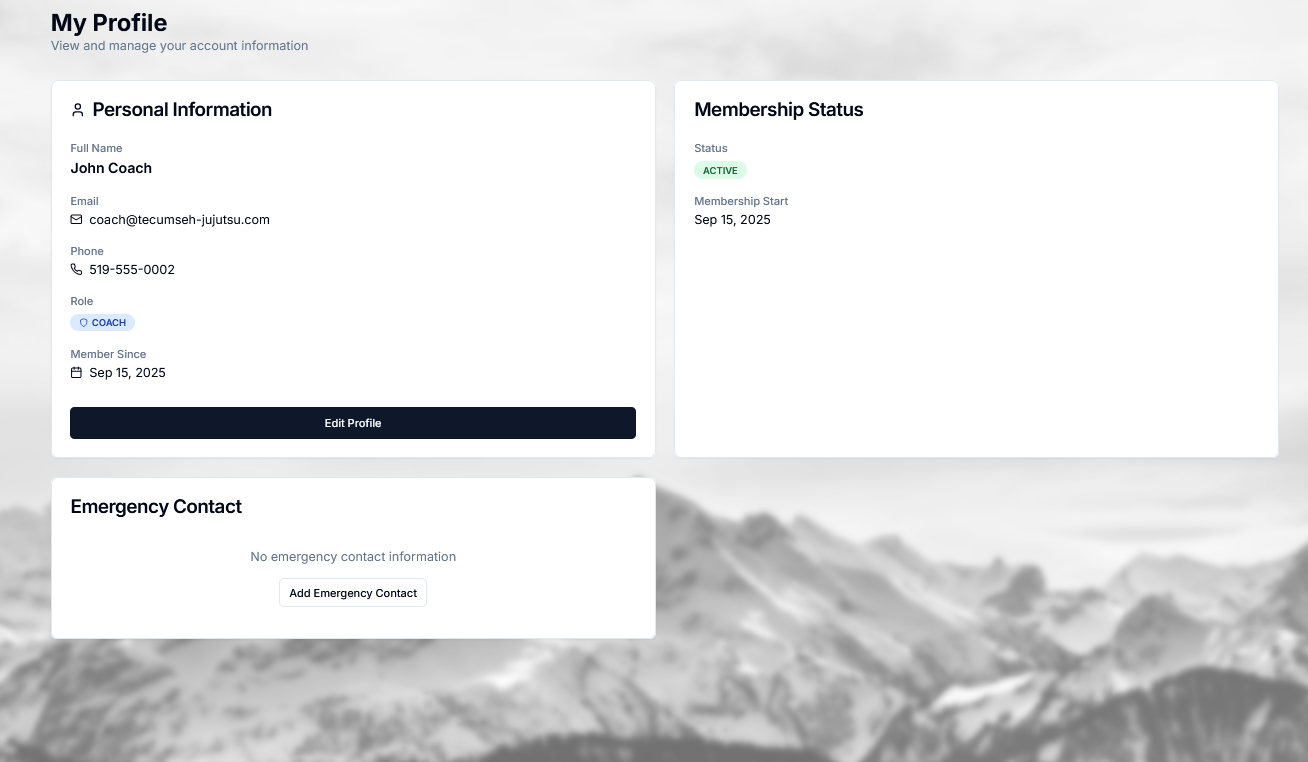 My Profile
View and manage your account information
Personal Information
Full Name
John Coach
Email
coach@tecumseh-jujutsu.com
Phone
519-555-0002
Role
COACH
Member Since
Sep 15, 2025
Edit Profile
Membership Status
Status
ACTIVE
Membership Start
Sep 15, 2025
Emergency Contact
No emergency contact information
Add Emergency Contact